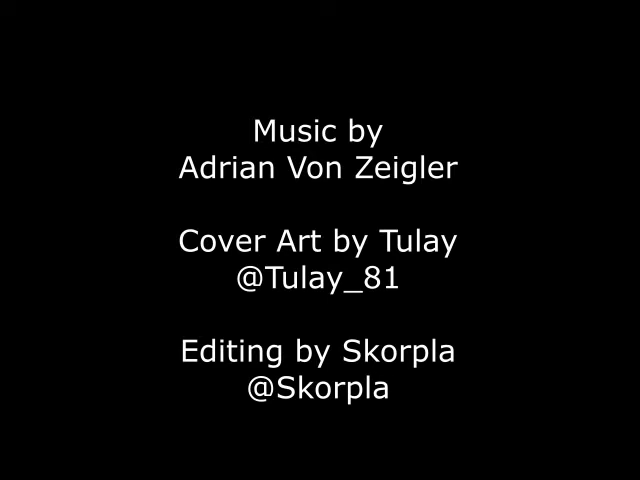 Music by
Adrian Von Zeigler
Cover Art by Tulay
@Tulay_81
Editing by Skorpla
@Skorpla